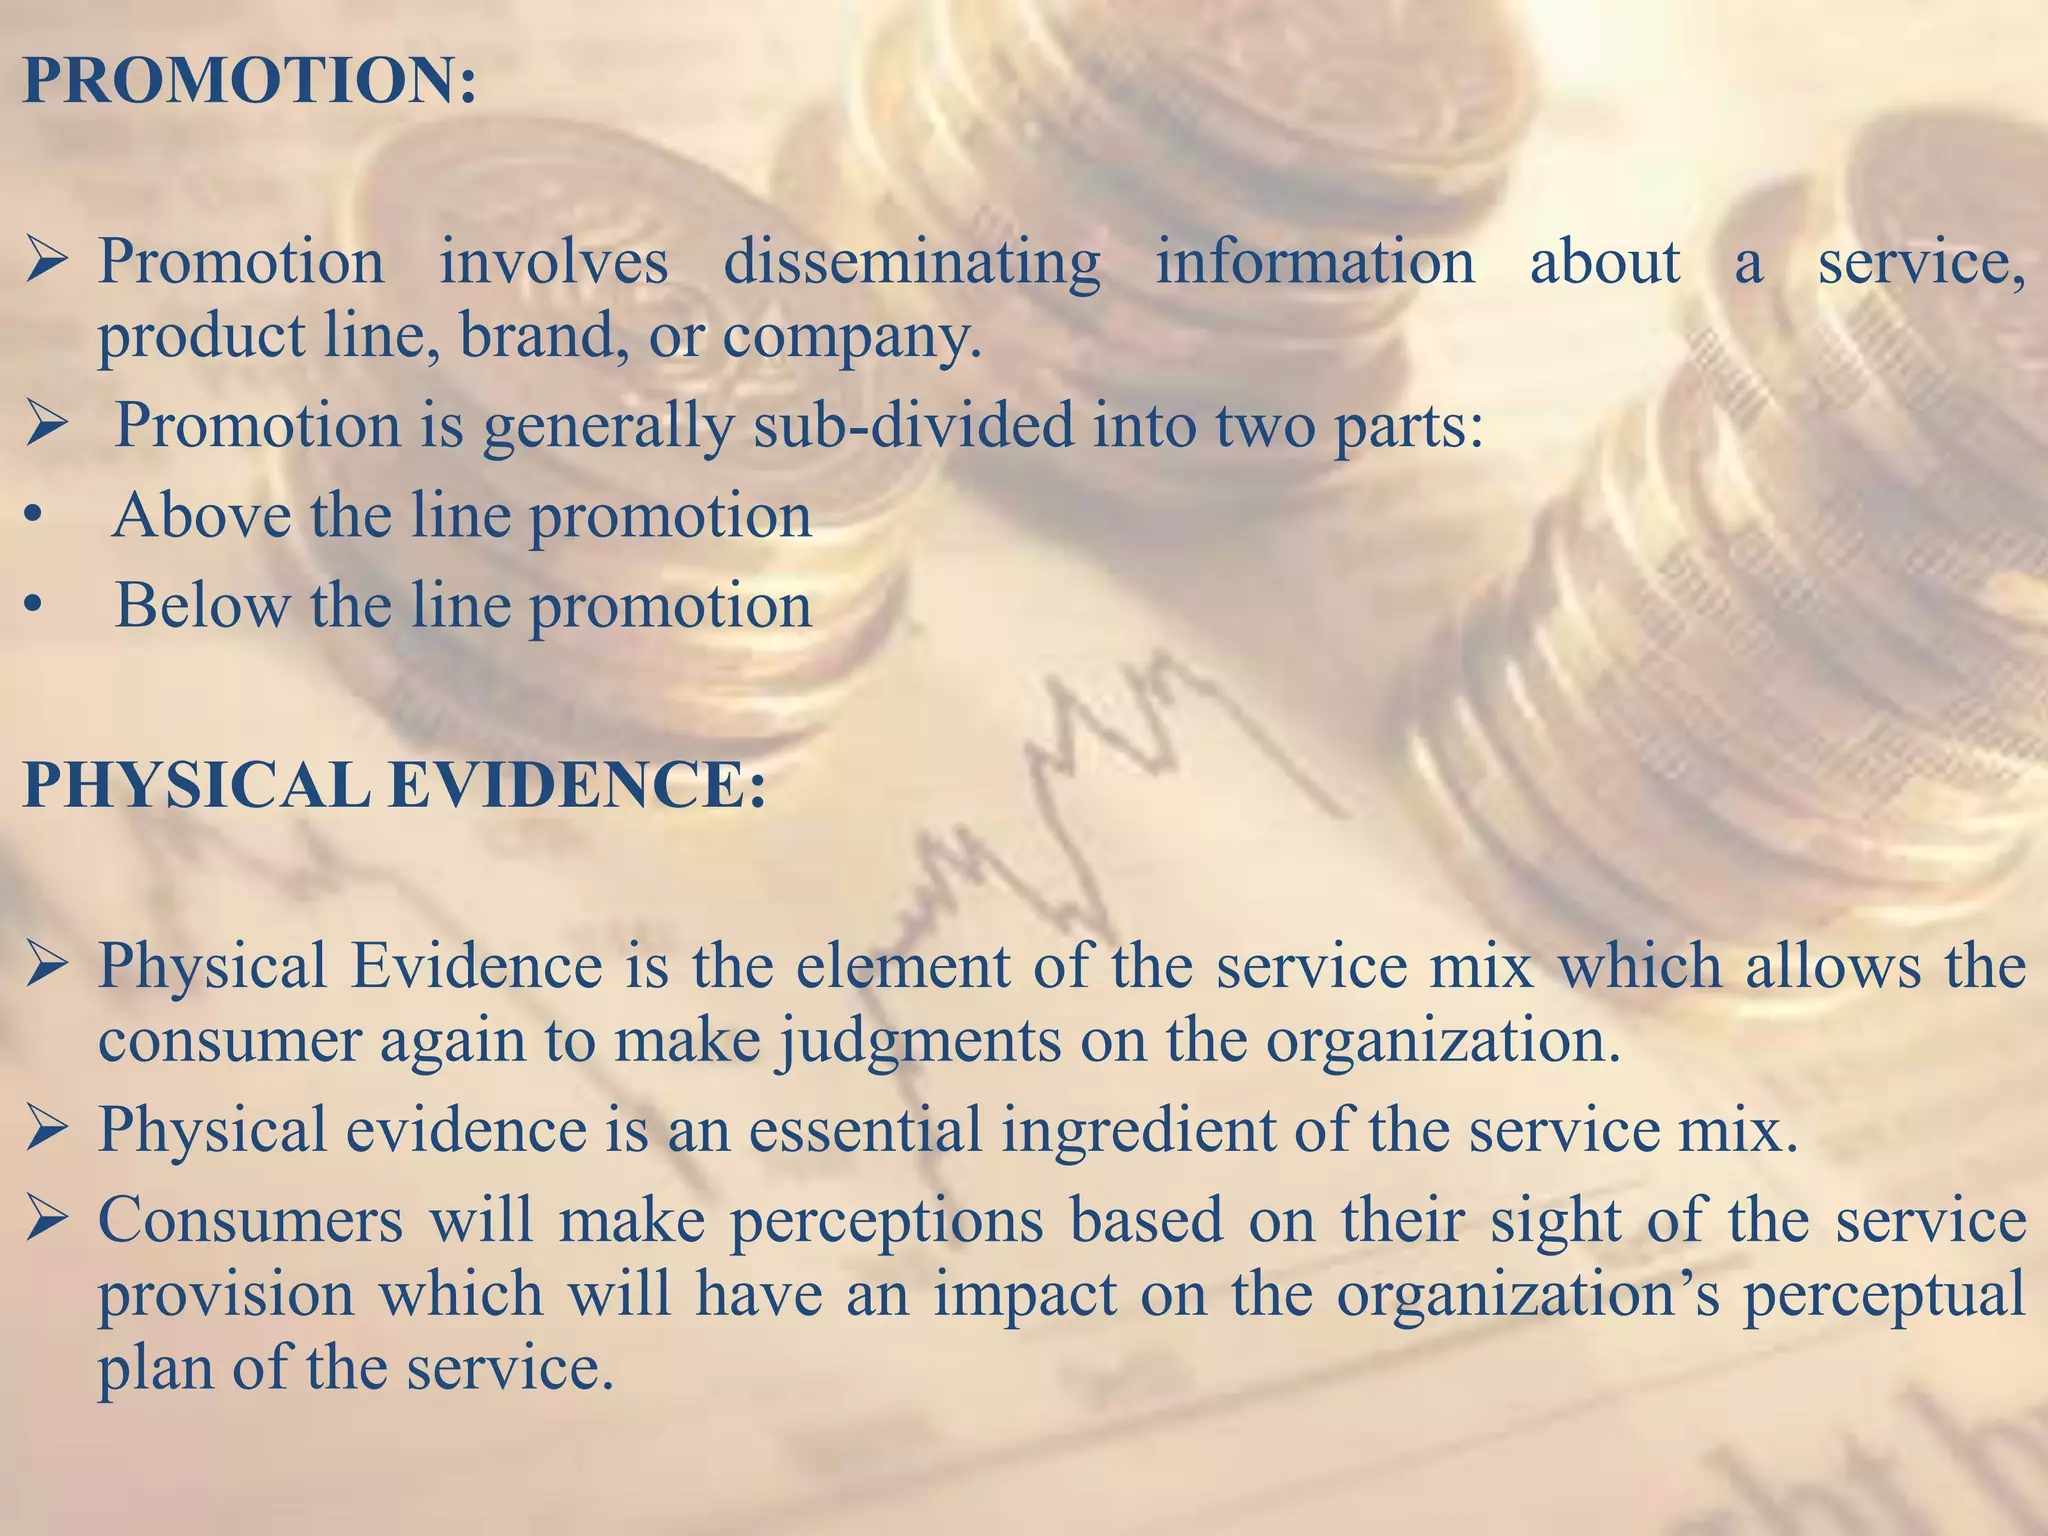 PROMOTION:
➢ Promotion involves disseminating information about a service,
product line, brand, or company.
➢ Promotion is generally sub-divided into two parts:
• Above the line promotion
• Below the line promotion
PHYSICAL EVIDENCE:
➢ Physical Evidence is the element of the service mix which allows the
consumer again to make judgments on the organization.
➢ Physical evidence is an essential ingredient of the service mix.
➢ Consumers will make perceptions based on their sight of the service
provision which will have an impact on the organization’s perceptual
plan of the service.